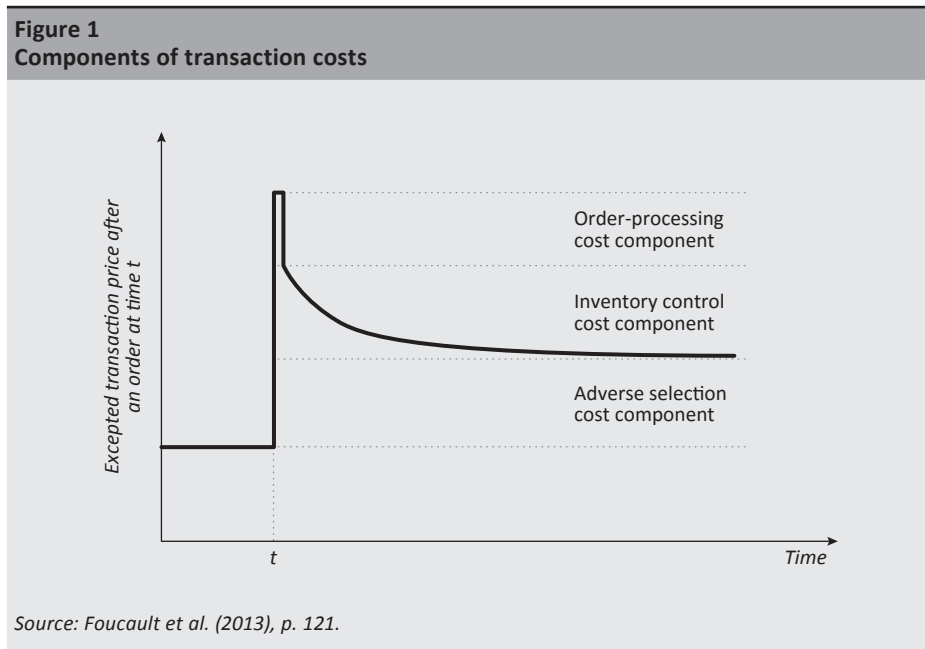 Figure 1
Components of transaction costs
Excepted transaction price after
an order at time t
Order-processing
cost component
Inventory control
cost component
Adverse selection
cost component
t
Time
Source: Foucault et al. (2013), p. 121.